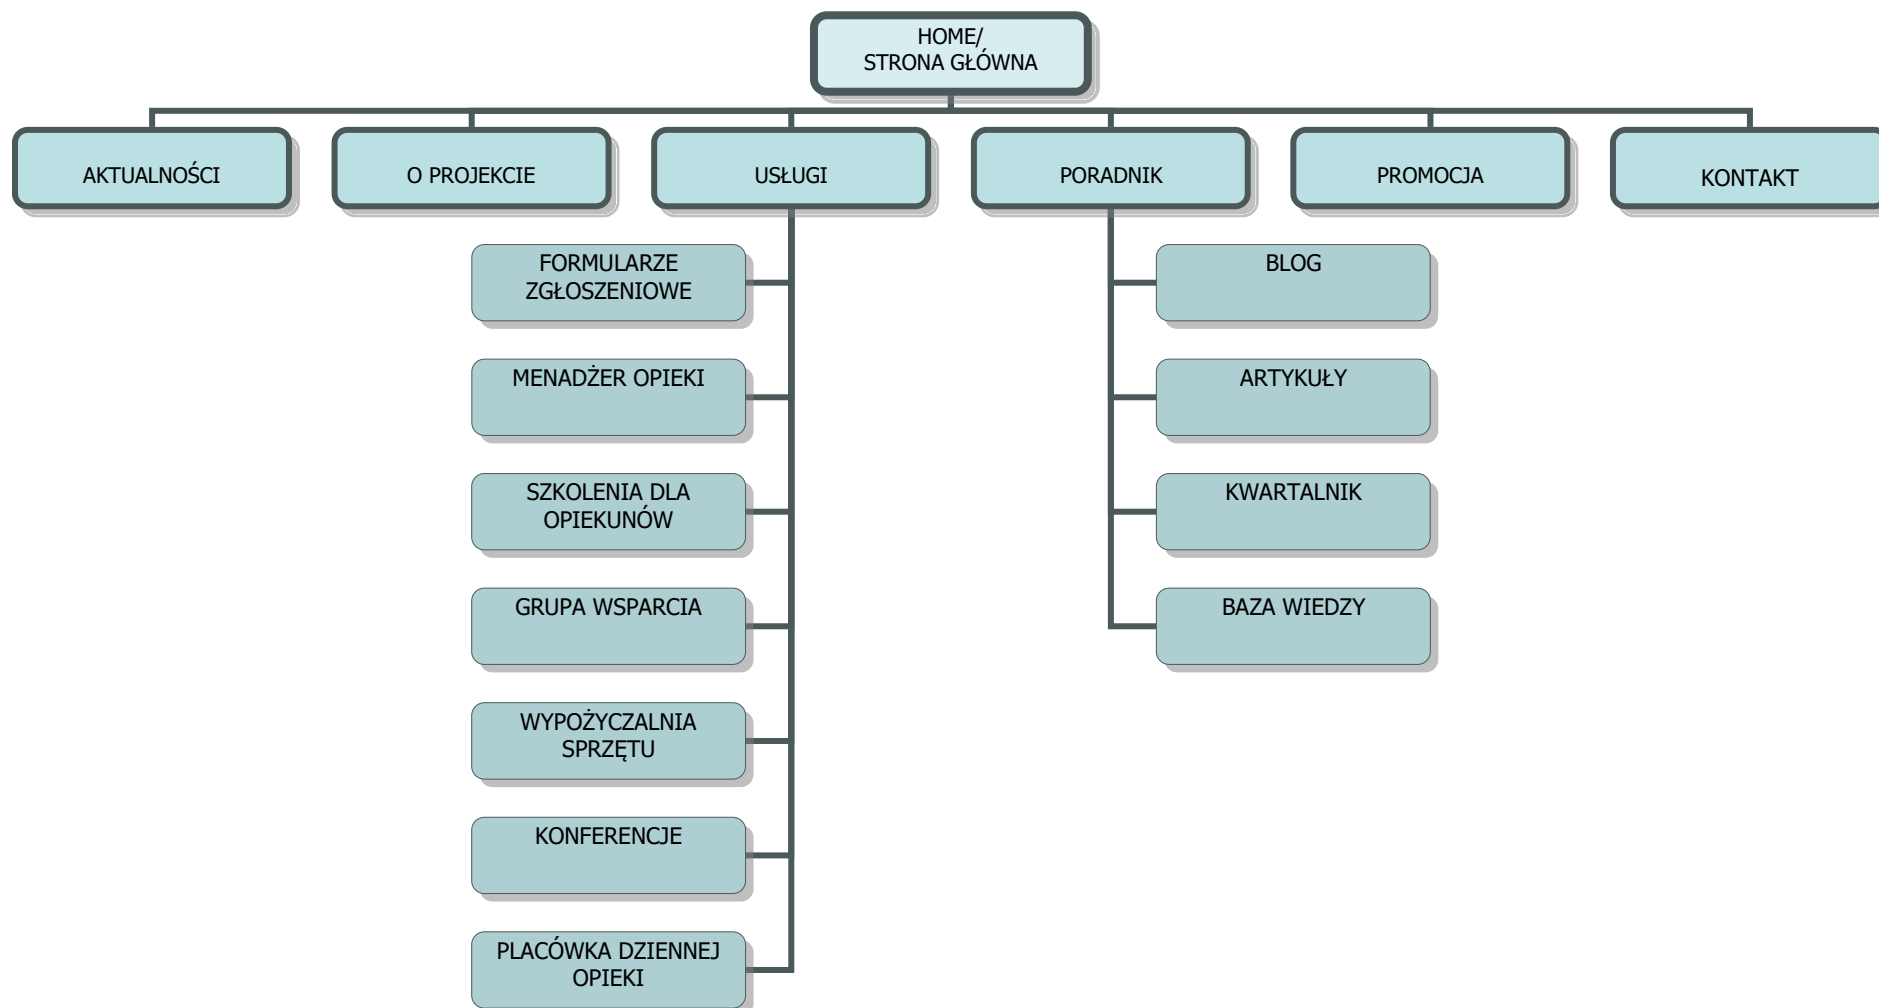 HOME/
STRONA GŁÓWNA
AKTUALNOŚCI
O PROJEKCIE
USŁUGI
PORADNIK
PROMOCJA
KONTAKT
FORMULARZE
ZGŁOSZENIOWE
MENADŻER OPIEKI
SZKOLENIA DLA
OPIEKUNÓW
GRUPA WSPARCIA
WYPOŻYCZALNIA
SPRZĘTU
KONFERENCJE
PLACÓWKA DZIENNEJ
OPIEKI
BLOG
ARTYKUŁY
KWARTALNIK
BAZA WIEDZY